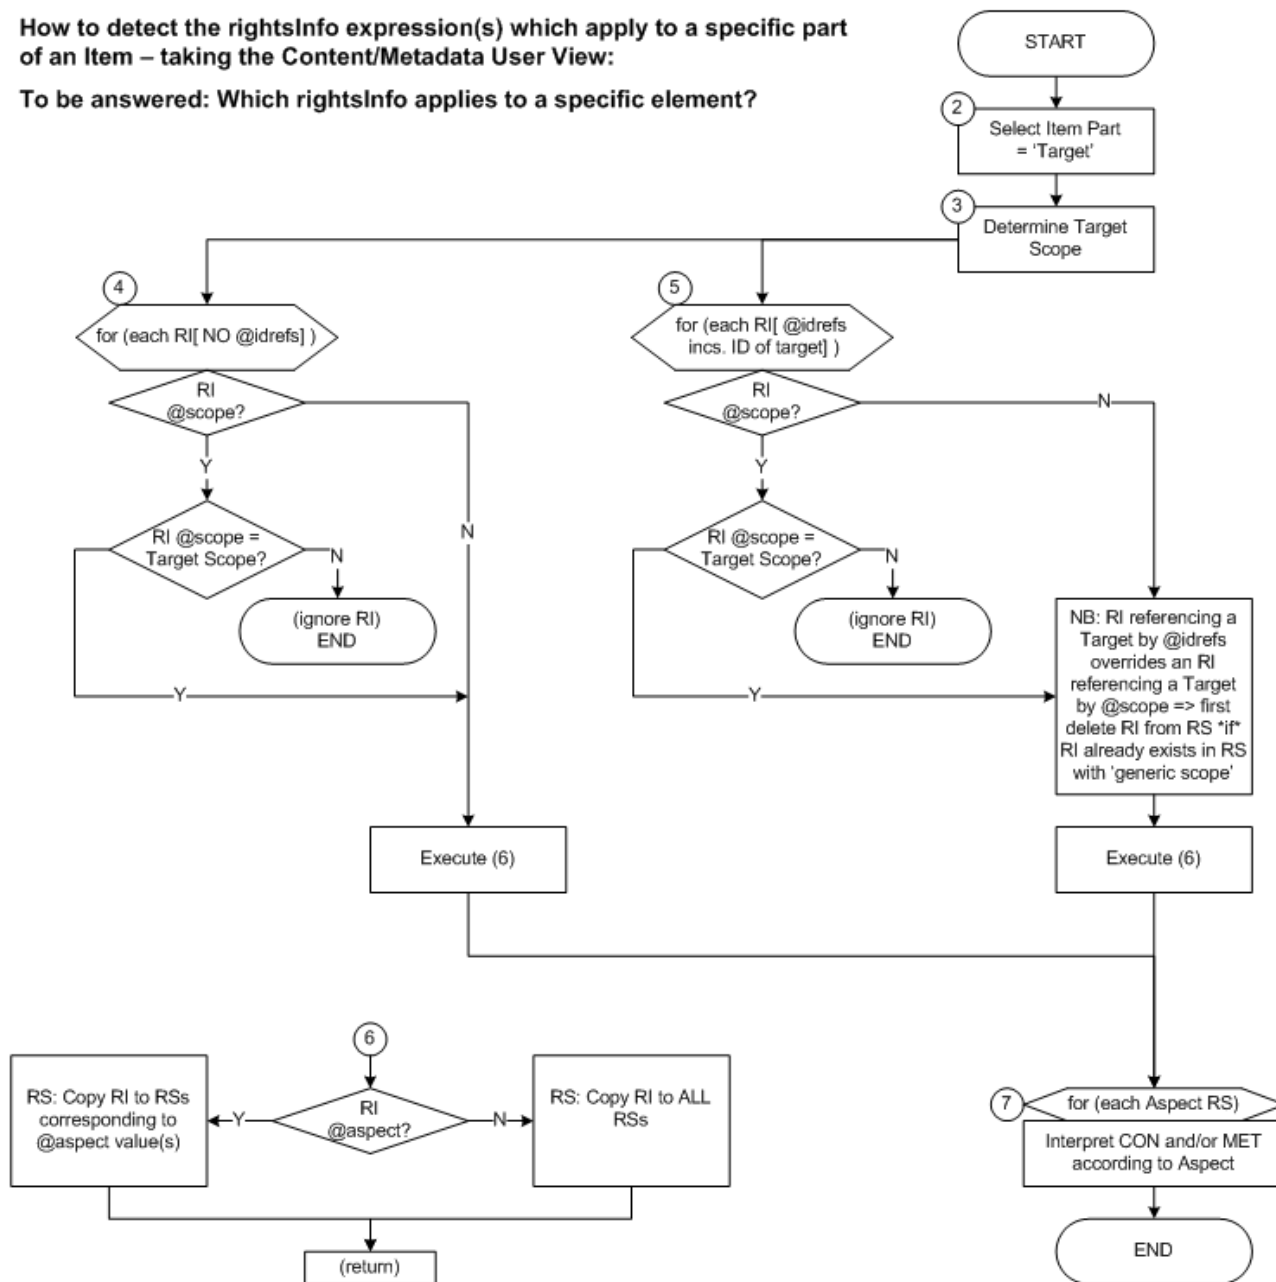 How to detect the rightsInfo expression(s) which apply to a specific part
of an Item – taking the Content/Metadata User View:
To be answered: Which rightsInfo applies to a specific element?
START
2
Select Item Part
= ‘Target’
3
Determine Target
Scope
4
for (each RI[ NO @idrefs] )
RI
@scope?
N
Y
RI @scope =
Target Scope?
N
(ignore RI)
END
Y
Execute (6)
5
for (each RI[ @idrefs
incs. ID of target] )
RI
@scope?
N
Y
RI @scope =
Target Scope?
N
(ignore RI)
END
Y
NB: RI referencing a
Target by @idrefs
overrides an RI
referencing a Target
by @scope => first
delete RI from RS *if*
RI already exists in RS
with ‘generic scope’
Execute (6)
6
RI
@aspect?
Y
RS: Copy RI to RSs
corresponding to
@aspect value(s)
N
RS: Copy RI to ALL
RSs
(return)
7
for (each Aspect RS)
Interpret CON and/or MET
according to Aspect
END